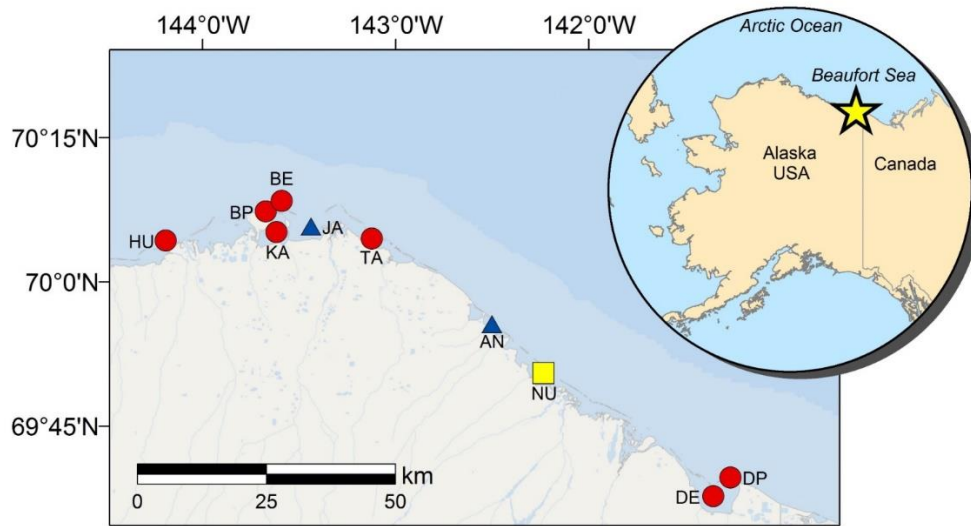 144°0'W 143°0'W 142°0'W
Arctic Ocean
Beaufort Sea
70°15'N
Alaska
USA
Canada
BE
BP
JA
HU
KA
TA
70°0'N
AN
NU
69°45'N
km
DP
DE
0 25 50